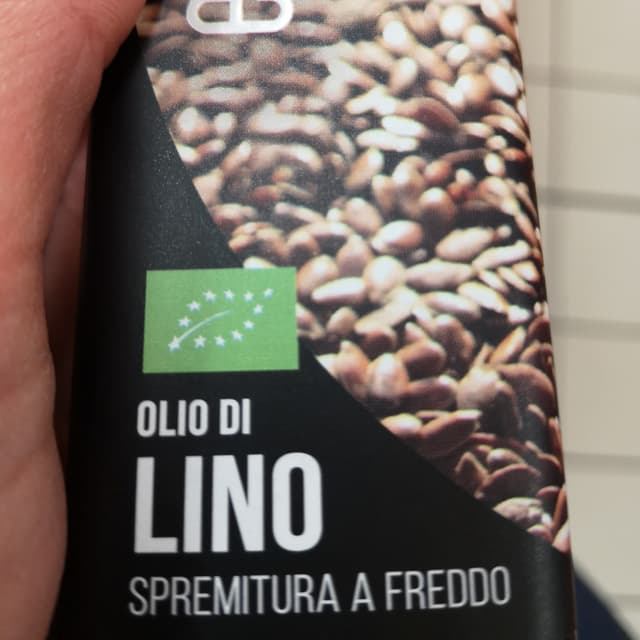 OLIO DI
LINO
SPREMITURA A FREDDO